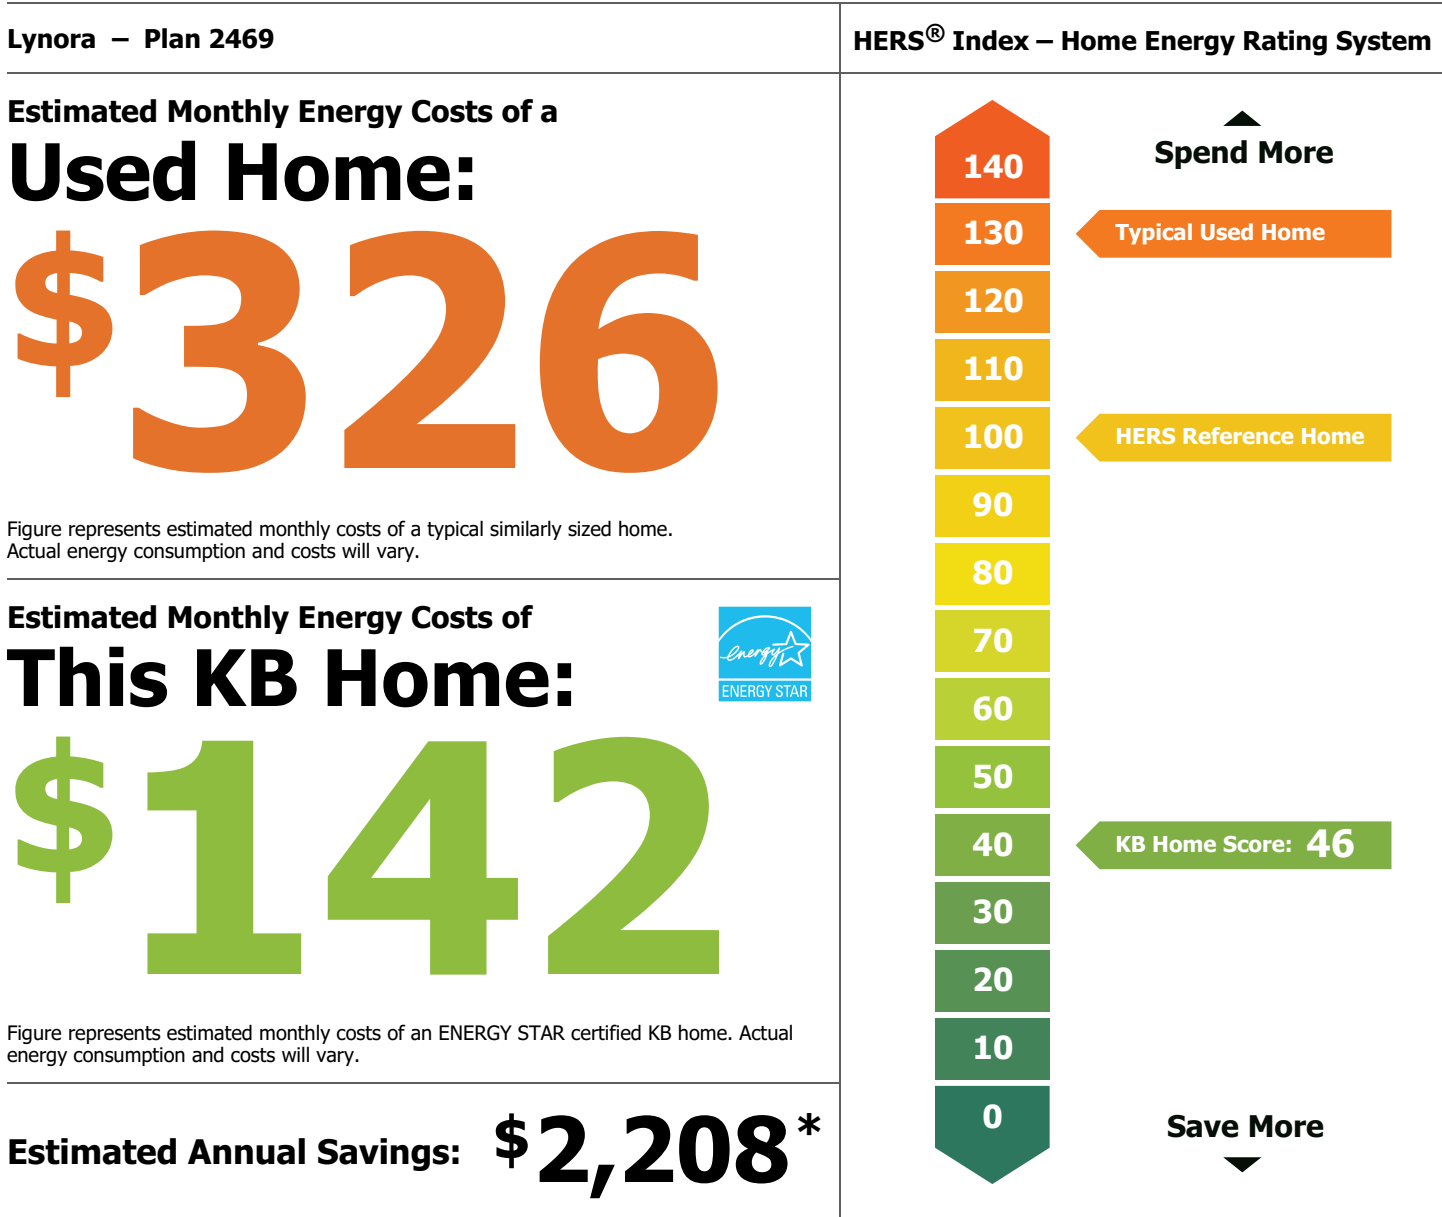 Lynora – Plan 2469
Estimated Monthly Energy Costs of a
Used Home:
$326
Figure represents estimated monthly costs of a typical similarly sized home.
Actual energy consumption and costs will vary.
Estimated Monthly Energy Costs of
This KB Home:
energy
ENERGY STAR
$142
Figure represents estimated monthly costs of an ENERGY STAR certified KB home. Actual
energy consumption and costs will vary.
Estimated Annual Savings: $2,208*
HERS® Index – Home Energy Rating System
Spend More
140
130
Typical Used Home
120
110
100
HERS Reference Home
90
80
70
60
50
40
KB Home Score: 46
30
20
10
0
Save More